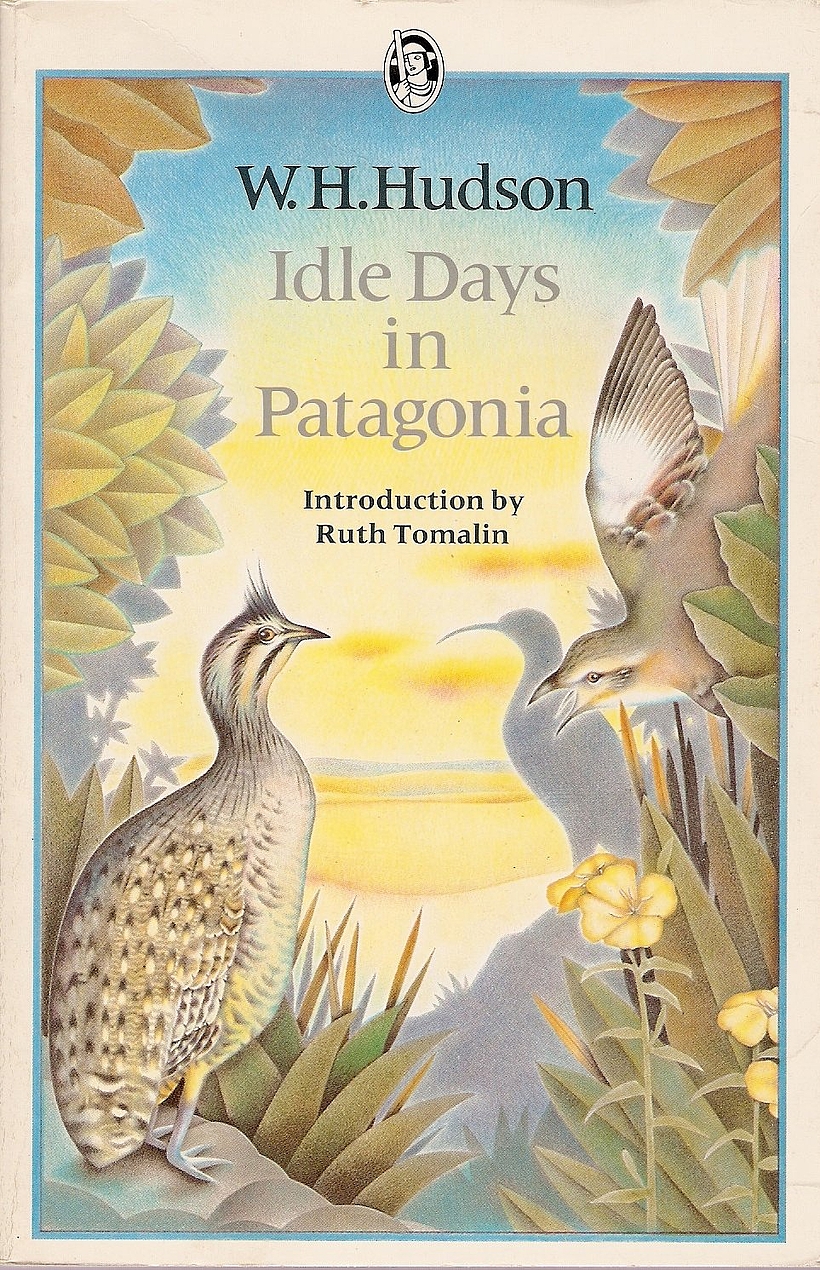 W.H.Hudson
Idle Days
in
Patagonia
Introduction by
Ruth Tomalin